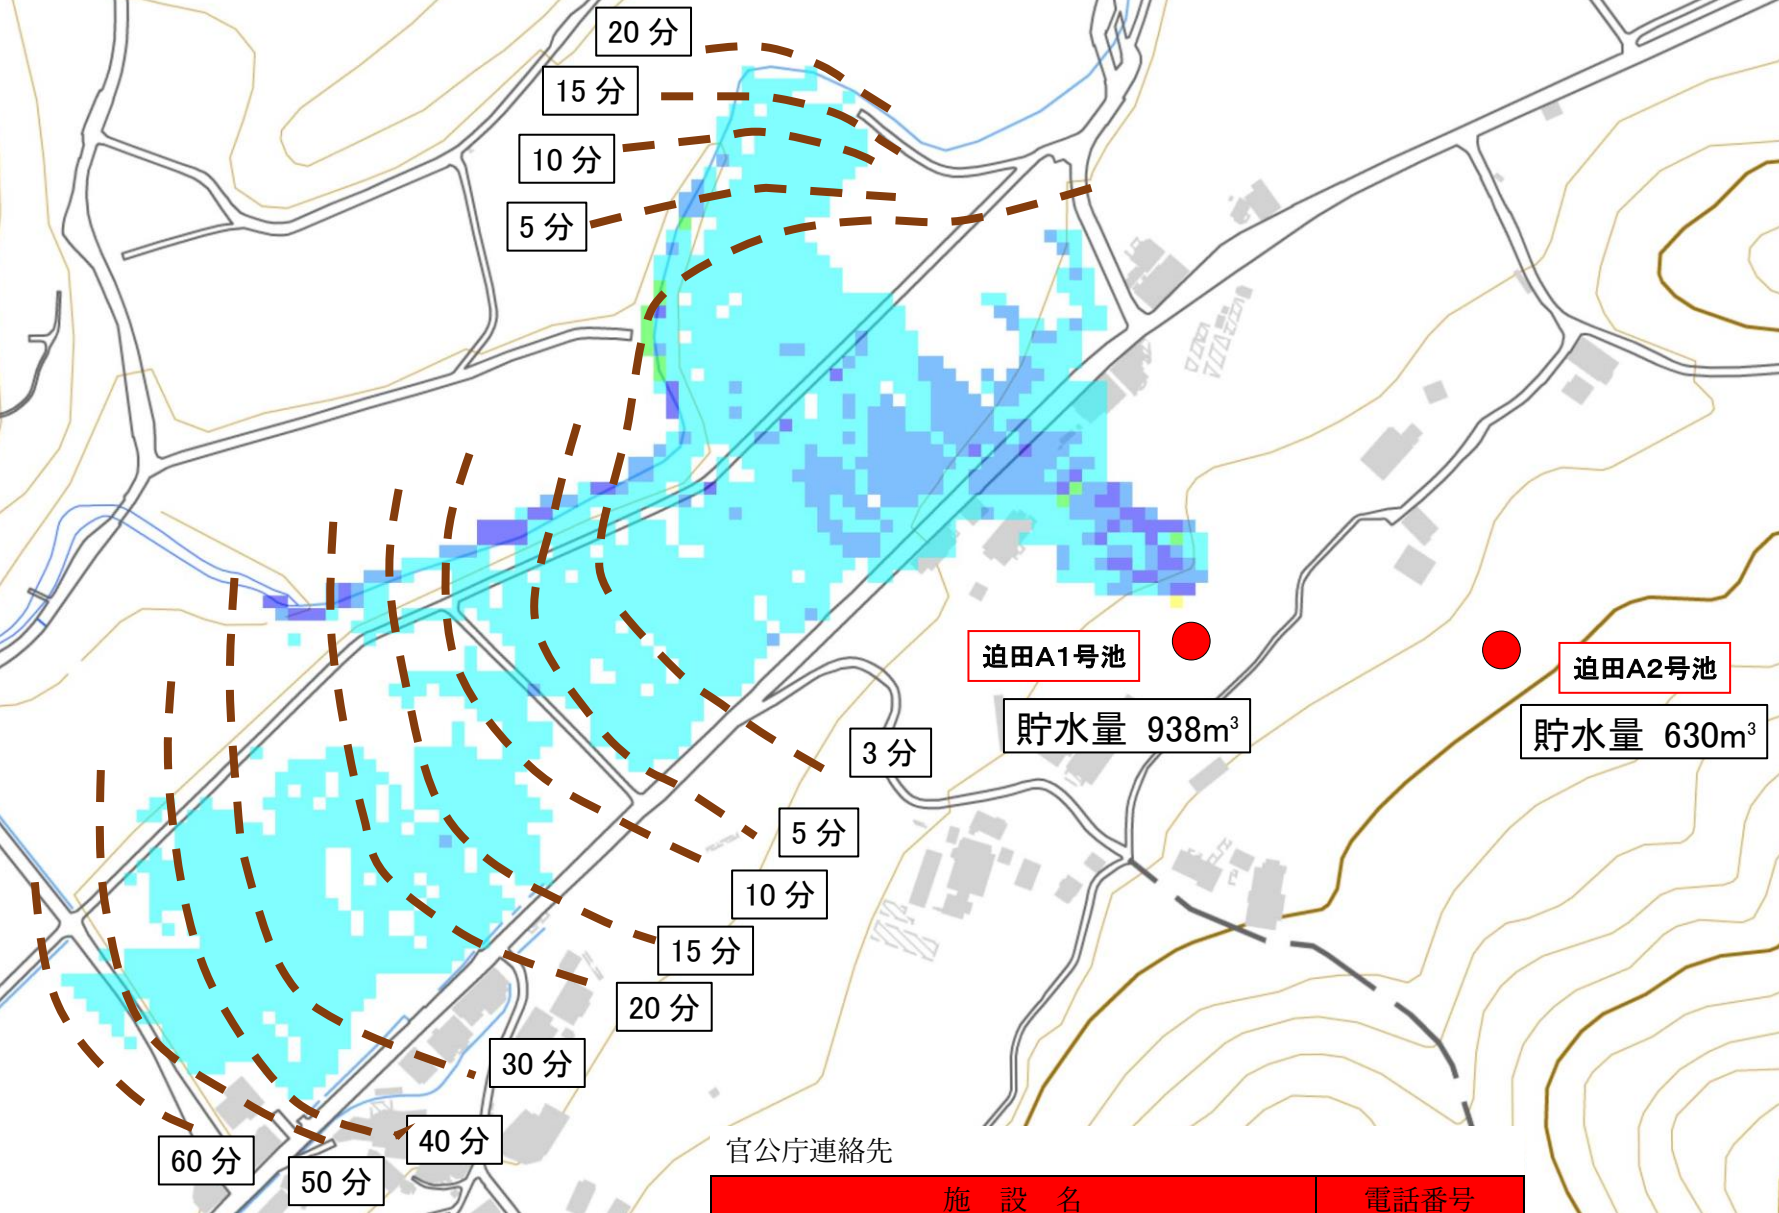 20 分
15 分
10 分
5 分
迫田A1号池
貯水量 938m³
迫田A2号池
貯水量 630m³
3 分
5 分
10 分
15 分
20 分
30 分
40 分
50 分
60 分
官公庁連絡先
施 設 名
電話番号